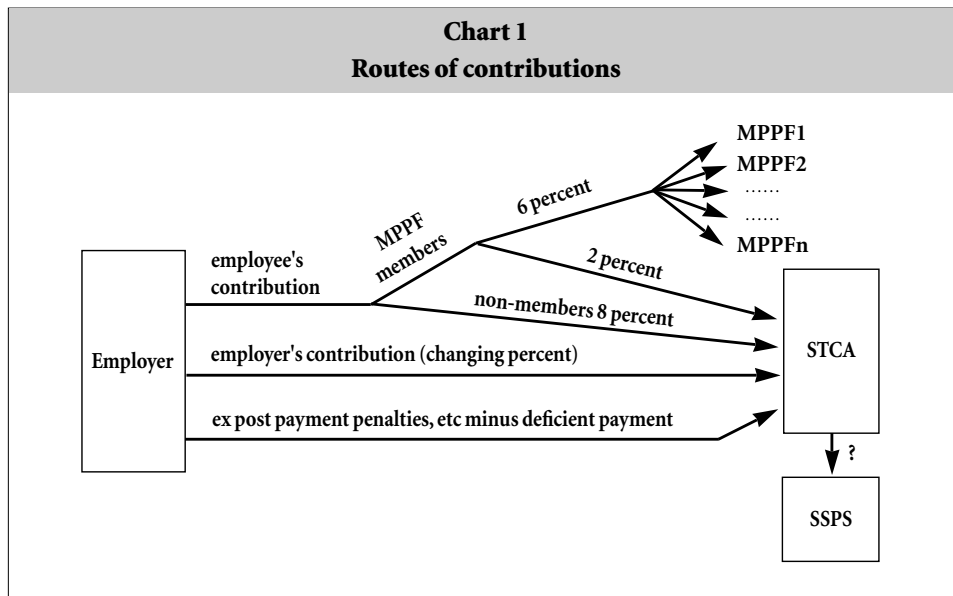 Chart 1
Routes of contributions
MPPF1
MPPF2
......
......
MPPFn
6 percent
MPPF
members
2 percent
employee's
contribution
non-members 8 percent
Employer
employer's contribution (changing percent)
STCA
ex post payment penalties, etc minus deficient payment
?
SSPS